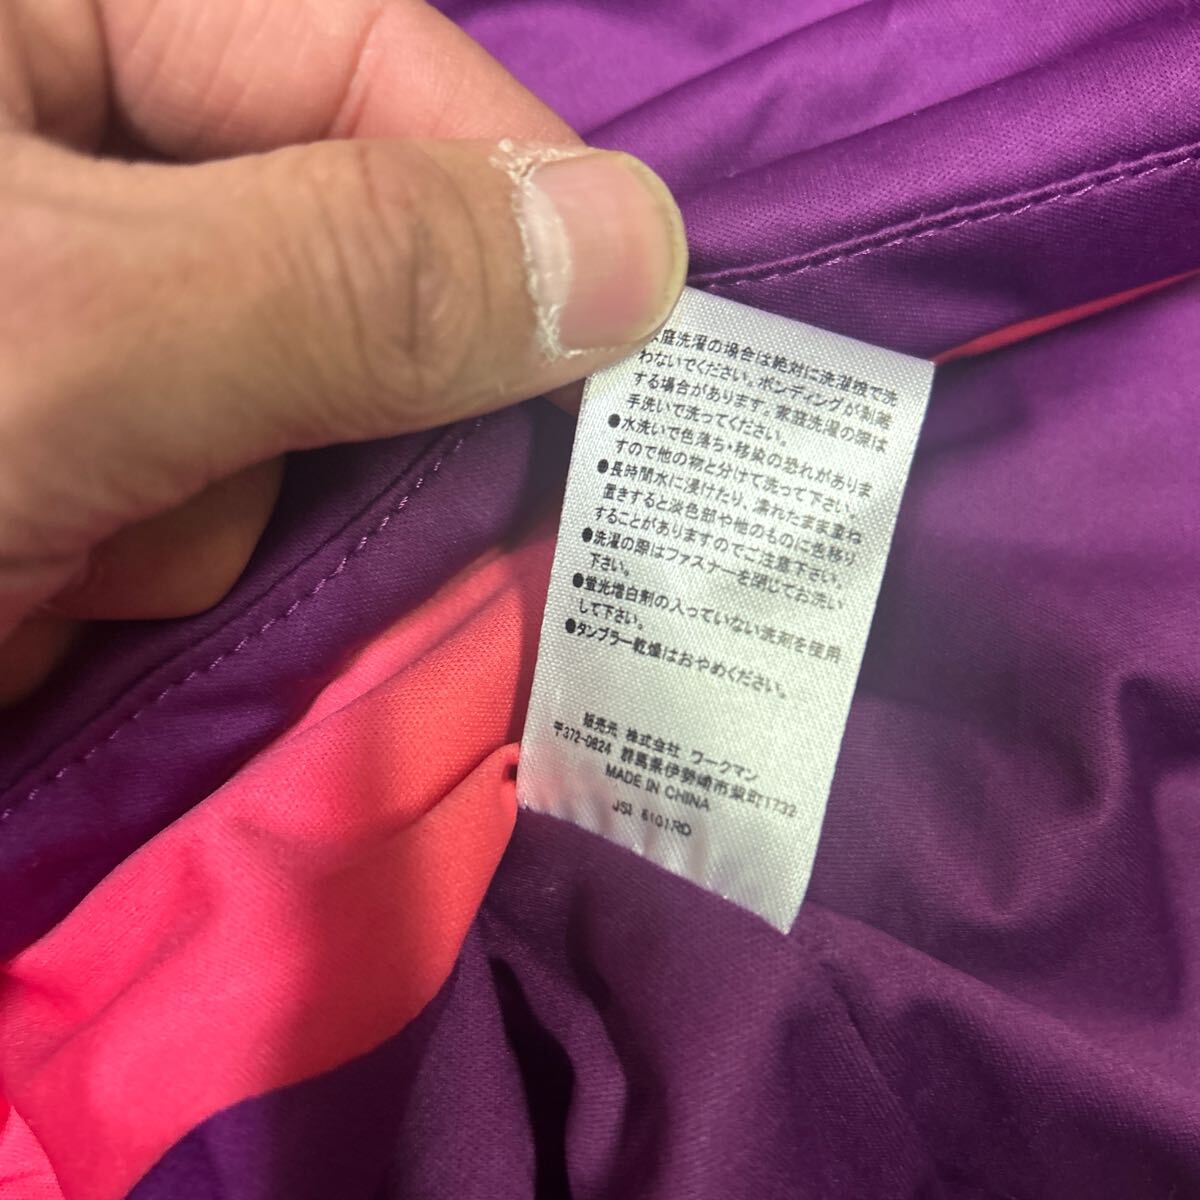 庭洗濯の場合は絶対に洗濯機で洗
わないでください。ボンディングが剥離
する場合があります。家庭洗濯の際は
手洗いで洗ってください。
●水洗いで色落ち・移染の恐れがありま
すので他の物と分けて洗って下さい。
●長時間水に浸けたり、濡れたまま重ね
置きすると淡色部や他のものに色移り
することがありますのでご注意下さい。
●洗濯の際はファスナーを閉じてお洗い
下さい。
●蛍光増白剤の入っていない洗剤を使用
して下さい。
●タンブラー乾燥はおやめください。
販売元 株式会社 ワークマン
〒372-0824 群馬県伊勢崎市柴町1732
MADE IN CHINA
JSI 6101RD